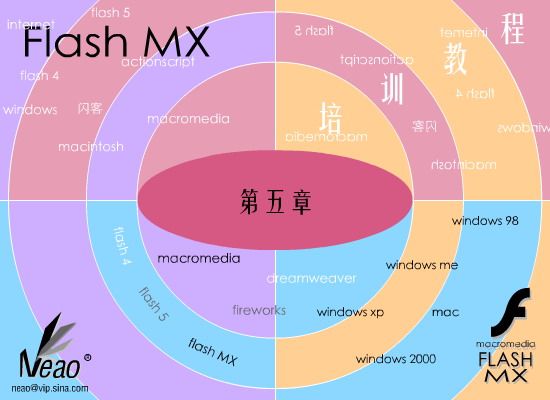 flash 5
internet
Flash MX
flash 4
actionscript
windows
闪客
macromedia
macintosh
程
教
训
培
internet
flash 5
actionscript
flash 4
闪客
windows
macromedia
macintosh
第五章
windows 98
flash 4
macromedia
windows me
dreamweaver
flash 5
fireworks
windows xp
mac
flash MX
windows 2000
Neao®
neao@vip.sina.com
macromedia
FLASH
MX